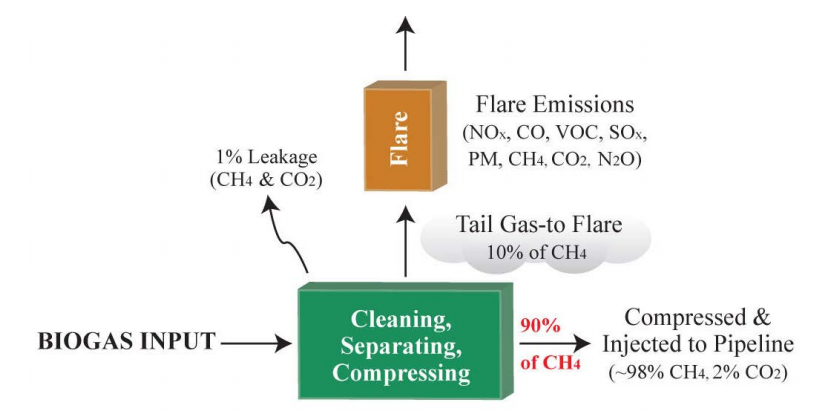 Flare
Flare Emissions
(NOx, CO, VOC, SOx,
PM, CH4, CO2, N2O)
1% Leakage
(CH4 & CO2)
Tail Gas-to Flare
10% of CH4
BIOGAS INPUT
Cleaning,
Separating,
Compressing
90%
of CH4
Compressed &
Injected to Pipeline
(~98% CH4, 2% CO2)